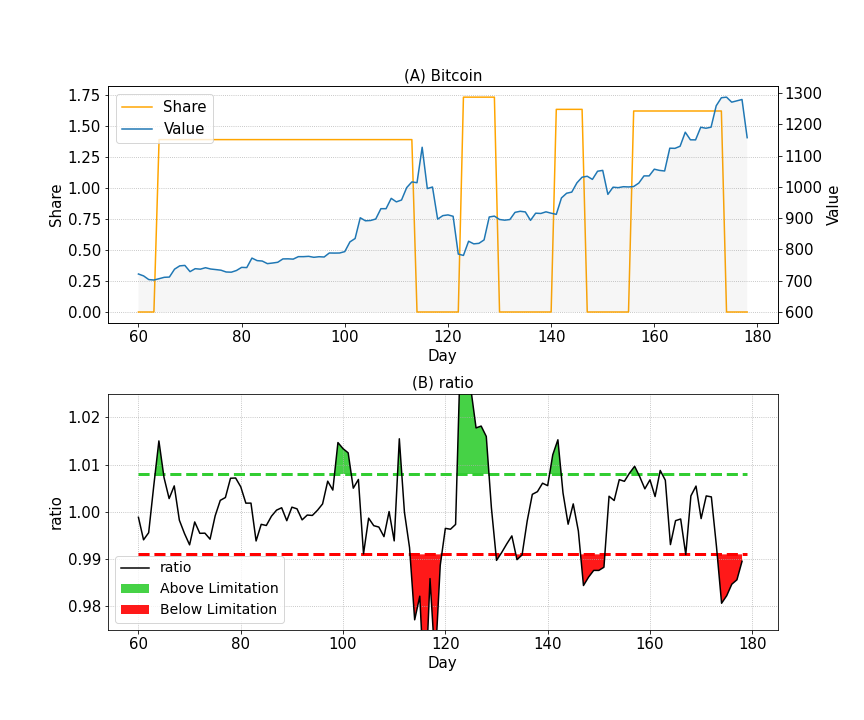 (A) Bitcoin
Share
Value
1.75
1.50
1.25
1.00
0.75
0.50
0.25
0.00
Share
1300
1200
1100
1000
900
800
700
600
Value
60
80
100
120
140
160
180
Day
(B) ratio
1.02
1.01
1.00
0.99
0.98
ratio
ratio
Above Limitation
Below Limitation
60
80
100
120
140
160
180
Day